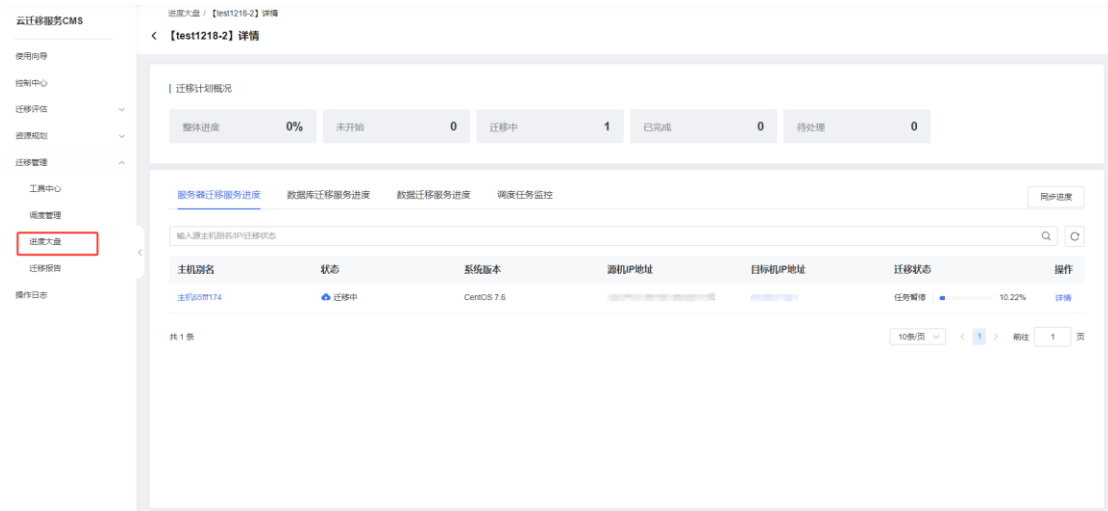 云迁移服务CMS
使用向导
控制中心
迁移评估
资源规划
迁移管理
工具中心
调度管理
进度大盘
迁移报告
操作日志
进度大盘 / 【test1218-2】详情
【test1218-2】详情
迁移计划概况
整体进度 0% 未开始 0 迁移中 1 已完成 0 待处理 0
服务器迁移服务进度 数据库迁移服务进度 数据迁移服务进度 调度任务监控 同步进度
输入源主机别名/IP/迁移状态
主机别名 状态 系统版本 源机IP地址 目标机IP地址 迁移状态 操作
主机65fff174 迁移中 CentOS 7.6 任务暂停 10.22% 详情
共 1 条 10条/页 1 前往 1 页